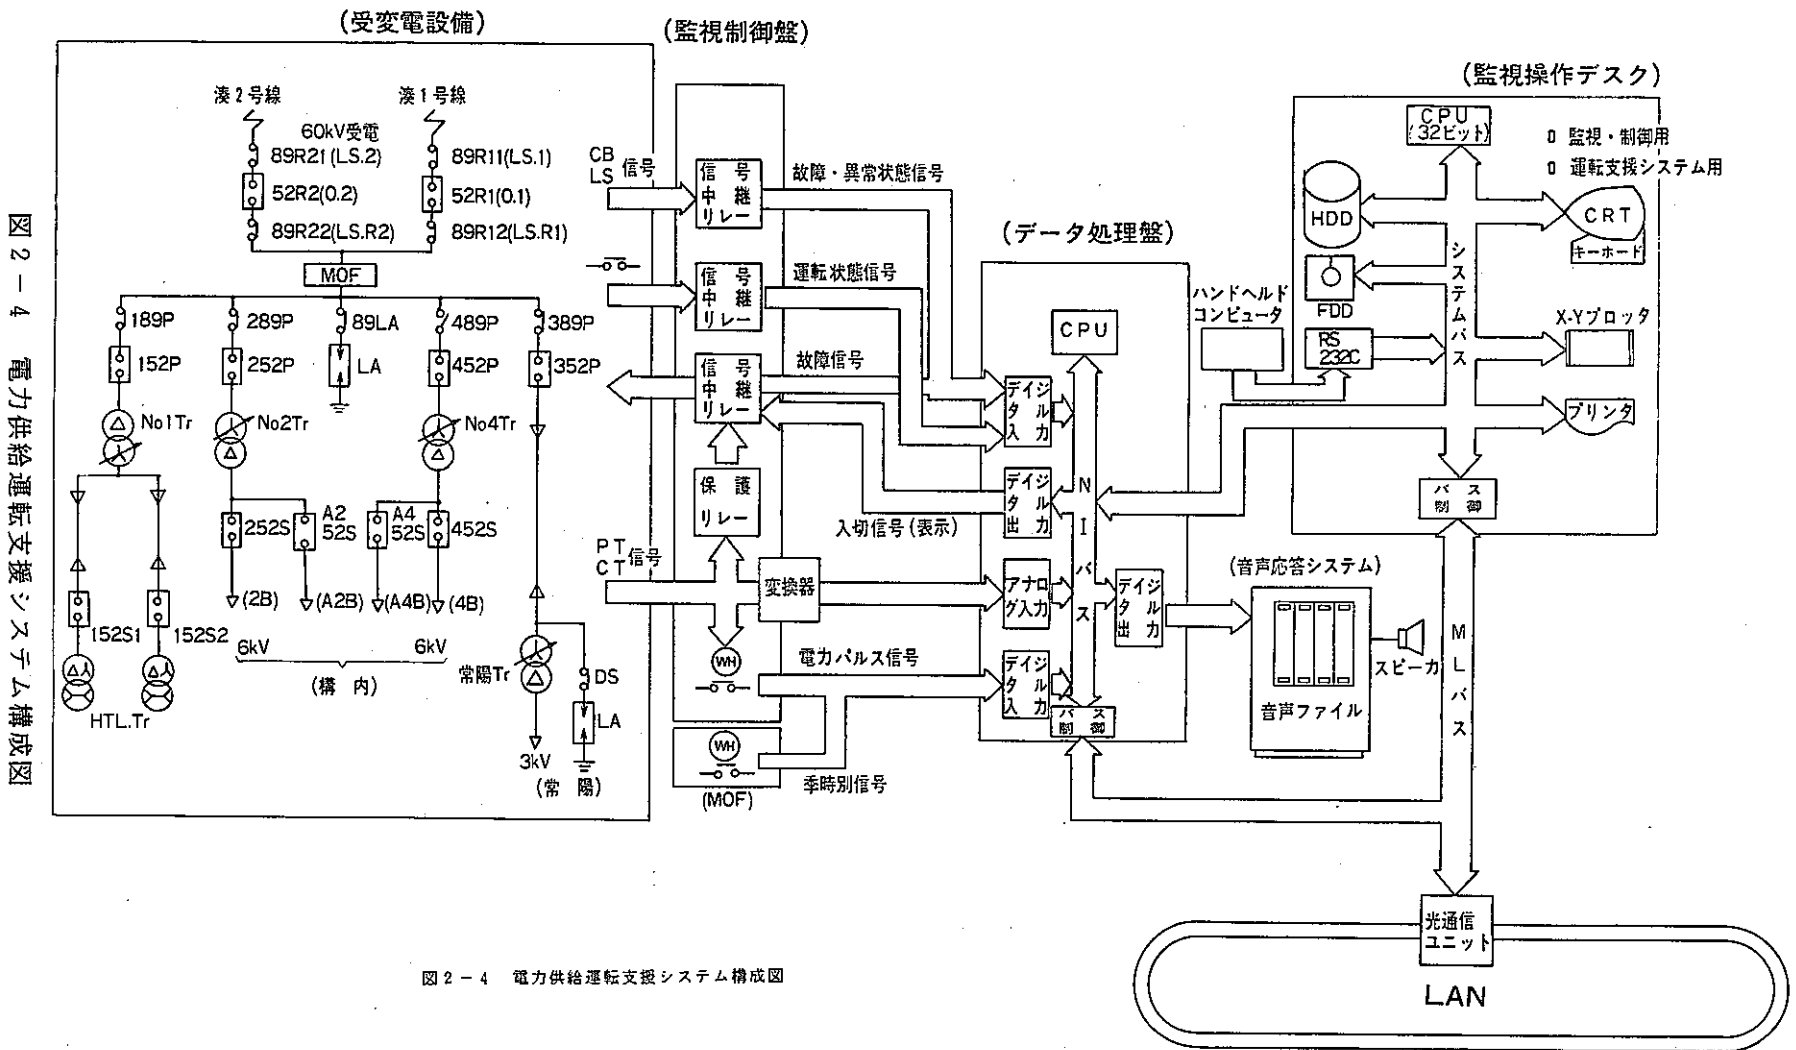 図2-4 電力供給運転支援システム構成図
(受変電設備)
湊2号線
湊1号線
60kV受電
89R21(LS.2)
89R11(LS.1)
52R2(0.2)
52R1(0.1)
89R22(LS.R2)
89R12(LS.R1)
MOF
189P
289P
89LA
489P
389P
152P
252P
LA
452P
352P
No1Tr
No2Tr
No4Tr
252S
A2
52S
A4
52S
452S
(2B)
(A2B)
(A4B)
(4B)
152S1
152S2
6kV
6kV
(構内)
HTL.Tr
常陽Tr
DS
LA
3kV
(常陽)
(監視制御盤)
CB
LS
信号
信号
中継
リレー
故障・異常状態信号
信号
中継
リレー
運転状態信号
信号
中継
リレー
故障信号
保護
リレー
入切信号(表示)
PT
CT
信号
変換器
WH
電力パルス信号
WH
(MOF)
季時別信号
(データ処理盤)
CPU
デイジ
タル
入力
デイジ
タル
出力
NIバス
アナロ
グ入力
デイジ
タル
出力
デイジ
タル
入力
バス
制御
(監視操作デスク)
CPU
(32ビット)
▯ 監視・制御用
▯ 運転支援システム用
HDD
CRT
キーホード
システムバス
FDD
ハンドヘルド
コンピュータ
RS
232C
X-Yプロッタ
プリンタ
バス
制御
(音声応答システム)
スピーカ
音声ファイル
MLバス
光通信
ユニット
LAN
図2-4 電力供給運転支援システム構成図